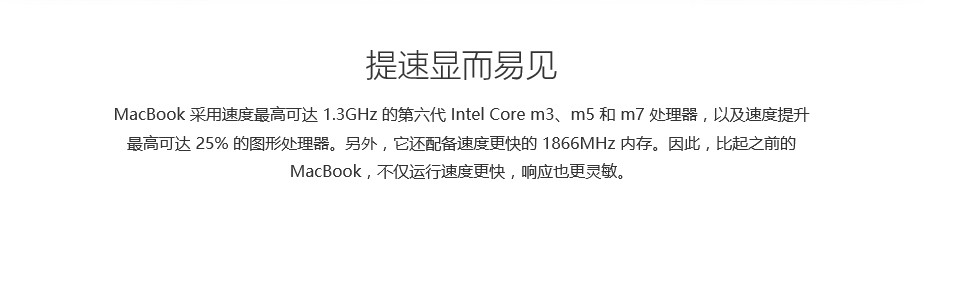 提速显而易见
MacBook 采用速度最高可达 1.3GHz 的第六代 Intel Core m3、m5 和 m7 处理器，以及速度提升
最高可达 25% 的图形处理器。另外，它还配备速度更快的 1866MHz 内存。因此，比起之前的
MacBook，不仅运行速度更快，响应也更灵敏。